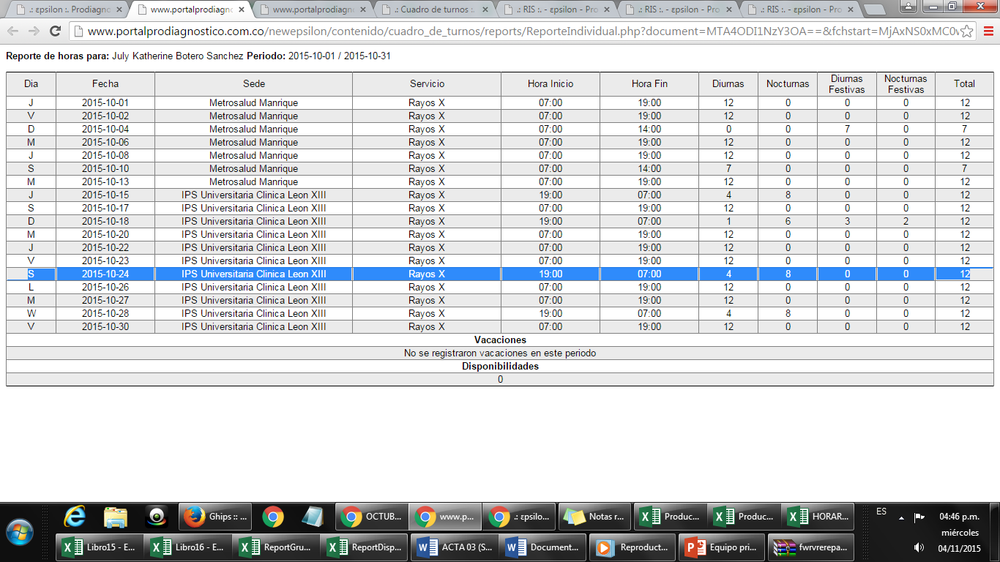 .: εpsilon :. Prodiagno
www.portalprodiagnos
www.portalprodiagnos
.: Cuadro de turnos :.
.: RIS :. - εpsilon - Pro
.: RIS :. - εpsilon - Pro
.: RIS :. - εpsilon - Pro
www.portalprodiagnostico.com.co/newepsilon/contenido/cuadro_de_turnos/reports/ReporteIndividual.php?document=MTA4ODI1NzY3OA==&fchstart=MjAxNS0xMC0w
Reporte de horas para: July Katherine Botero Sanchez Periodo: 2015-10-01 / 2015-10-31
Dia Fecha Sede Servicio Hora Inicio Hora Fin Diurnas Nocturnas Diurnas Festivas Nocturnas Festivas Total
J 2015-10-01 Metrosalud Manrique Rayos X 07:00 19:00 12 0 0 0 12
V 2015-10-02 Metrosalud Manrique Rayos X 07:00 19:00 12 0 0 0 12
D 2015-10-04 Metrosalud Manrique Rayos X 07:00 14:00 0 0 7 0 7
M 2015-10-06 Metrosalud Manrique Rayos X 07:00 19:00 12 0 0 0 12
J 2015-10-08 Metrosalud Manrique Rayos X 07:00 19:00 12 0 0 0 12
S 2015-10-10 Metrosalud Manrique Rayos X 07:00 14:00 7 0 0 0 7
M 2015-10-13 Metrosalud Manrique Rayos X 07:00 19:00 12 0 0 0 12
J 2015-10-15 IPS Universitaria Clinica Leon XIII Rayos X 19:00 07:00 4 8 0 0 12
S 2015-10-17 IPS Universitaria Clinica Leon XIII Rayos X 07:00 19:00 12 0 0 0 12
D 2015-10-18 IPS Universitaria Clinica Leon XIII Rayos X 19:00 07:00 1 6 3 2 12
M 2015-10-20 IPS Universitaria Clinica Leon XIII Rayos X 07:00 19:00 12 0 0 0 12
J 2015-10-22 IPS Universitaria Clinica Leon XIII Rayos X 07:00 19:00 12 0 0 0 12
V 2015-10-23 IPS Universitaria Clinica Leon XIII Rayos X 07:00 19:00 12 0 0 0 12
S 2015-10-24 IPS Universitaria Clinica Leon XIII Rayos X 19:00 07:00 4 8 0 0 12
L 2015-10-26 IPS Universitaria Clinica Leon XIII Rayos X 07:00 19:00 12 0 0 0 12
M 2015-10-27 IPS Universitaria Clinica Leon XIII Rayos X 07:00 19:00 12 0 0 0 12
W 2015-10-28 IPS Universitaria Clinica Leon XIII Rayos X 19:00 07:00 4 8 0 0 12
V 2015-10-30 IPS Universitaria Clinica Leon XIII Rayos X 07:00 19:00 12 0 0 0 12
Vacaciones
No se registraron vacaciones en este periodo
Disponibilidades
0
Ghips :: ... OCTUB... www.p... .: εpsilo... Notas r... Produc... Produc... HORAR...
ES 04:46 p.m.
miércoles
Libro15 - E... Libro16 - E... ReportGru... ReportDisp... ACTA 03 (S... Document... Reproduct... Equipo pri... fwrvrerepa...
04/11/2015